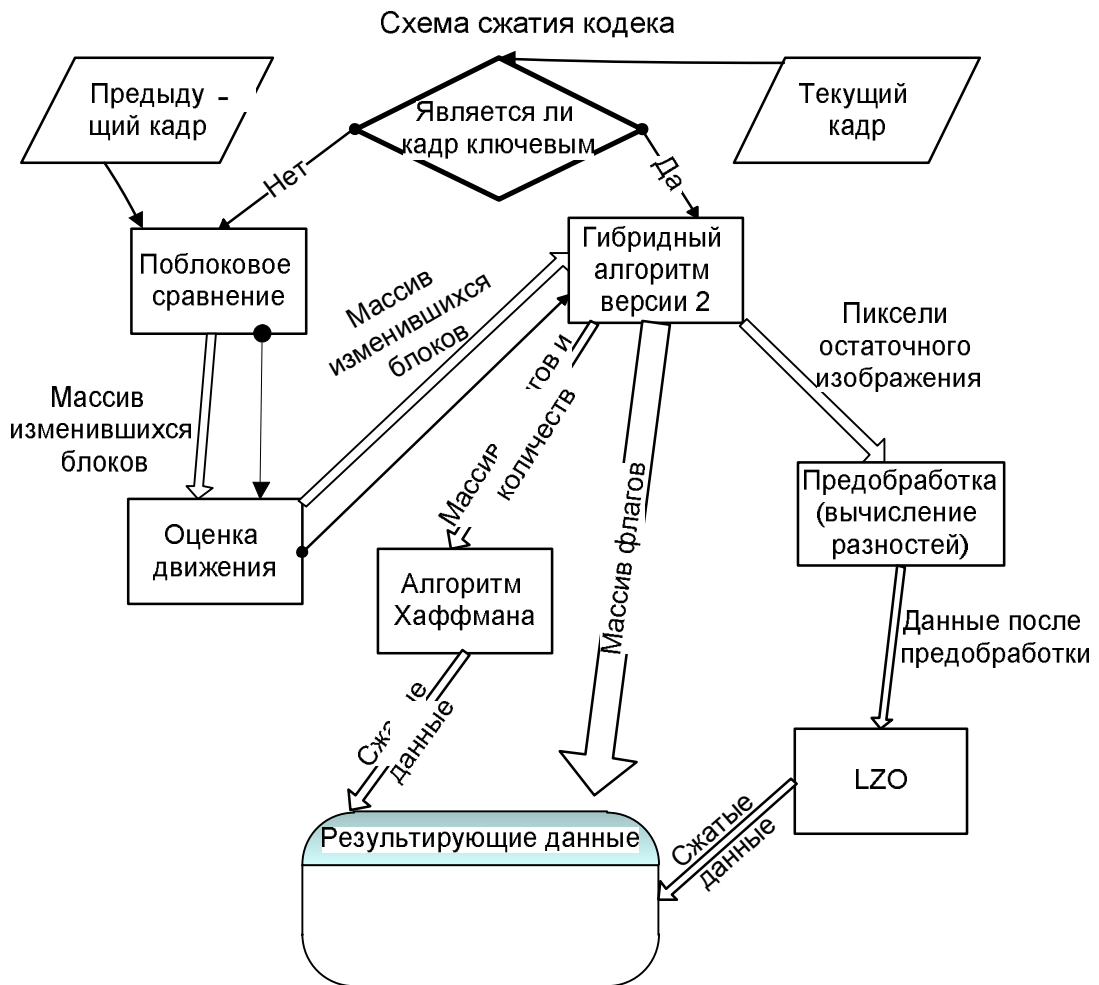 Схема сжатия кодека
Предыду -
щий кадр
Является ли
кадр ключевым
Текущий
кадр
Нет
Да
Поблоковое
сравнение
Гибридный
алгоритм
версии 2
Массив
изменившихся
блоков
Пиксели
остаточного
изображения
Массив
изменившихся
блоков
Массив
и
количеств
Массив флагов
Оценка
движения
Предобработка
(вычисление
разностей)
Алгоритм
Хаффмана
Данные после
предобработки
Сжатые
данные
LZO
Сжатые
данные
Результирующие данные